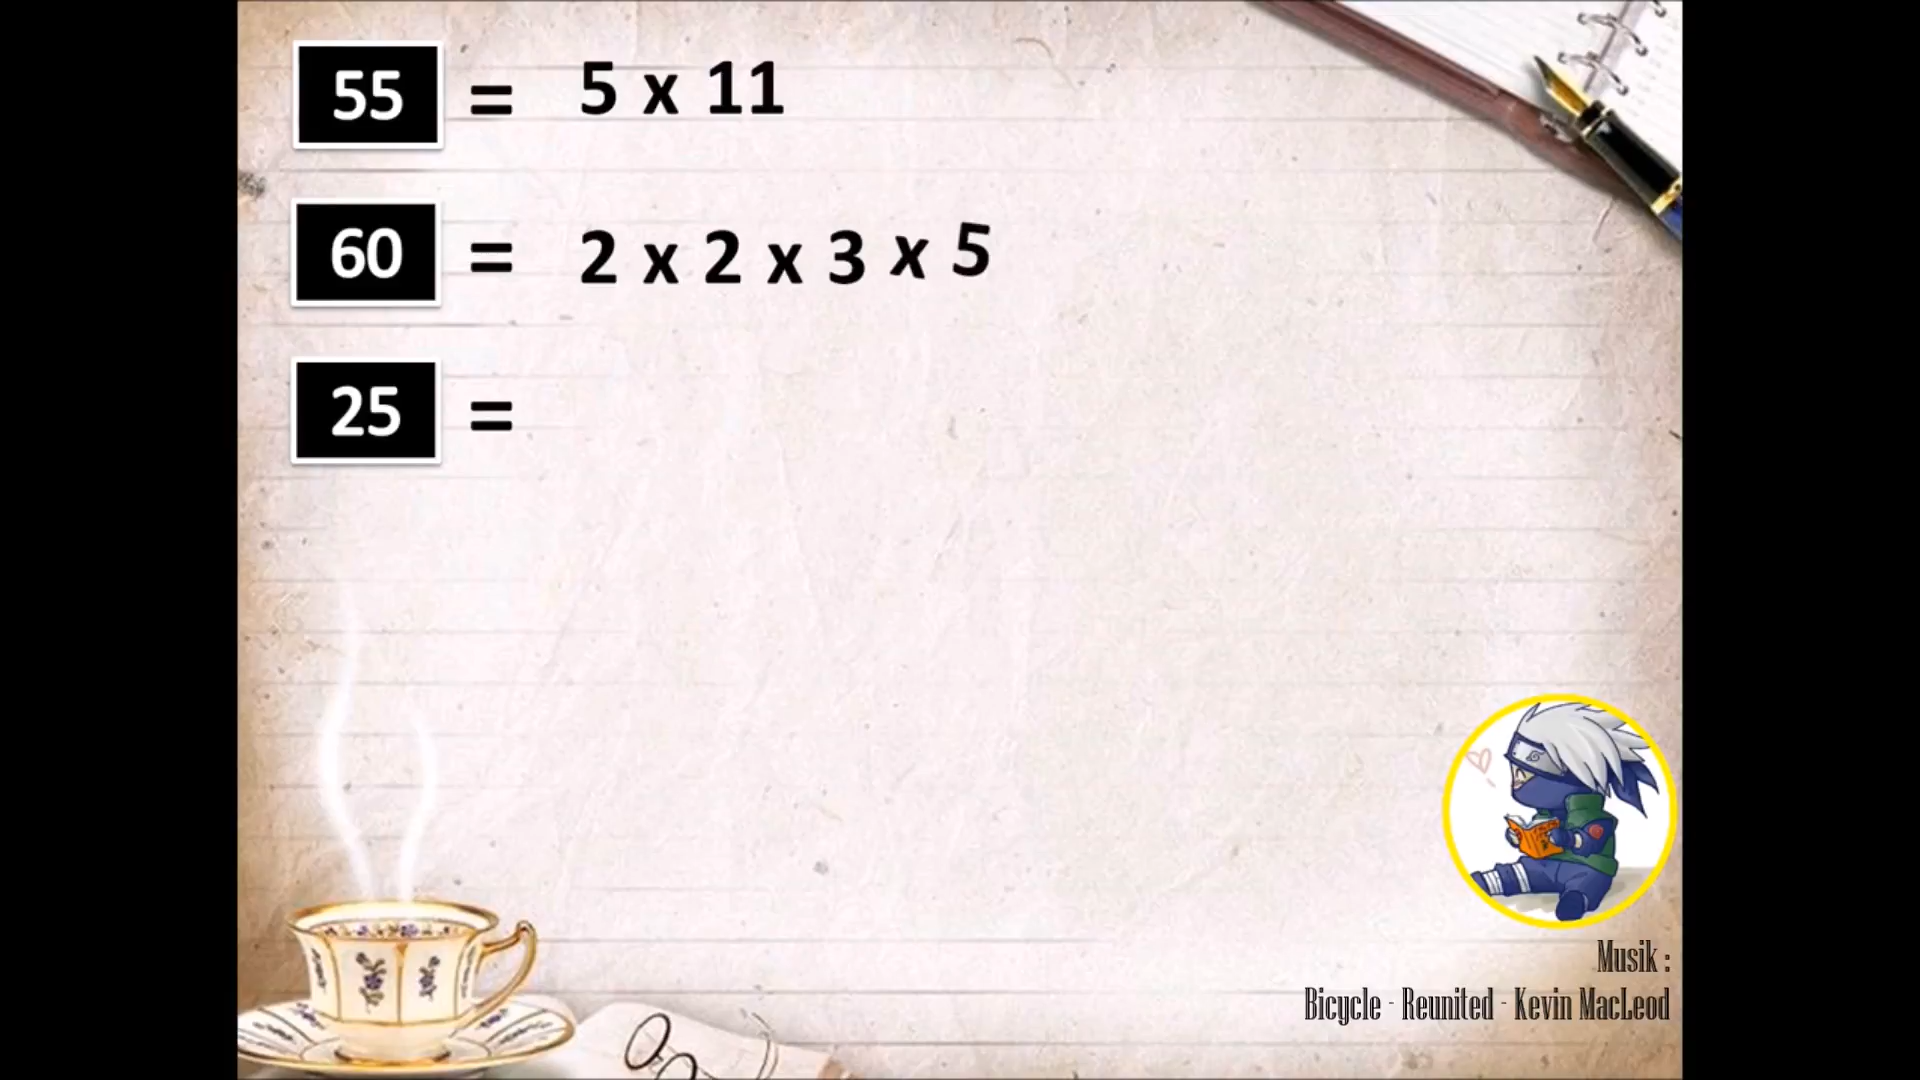 55 = 5 x 11
60 = 2 x 2 x 3 x 5
25 =
Musik :
Bicycle - Reunited - Kevin MacLeod